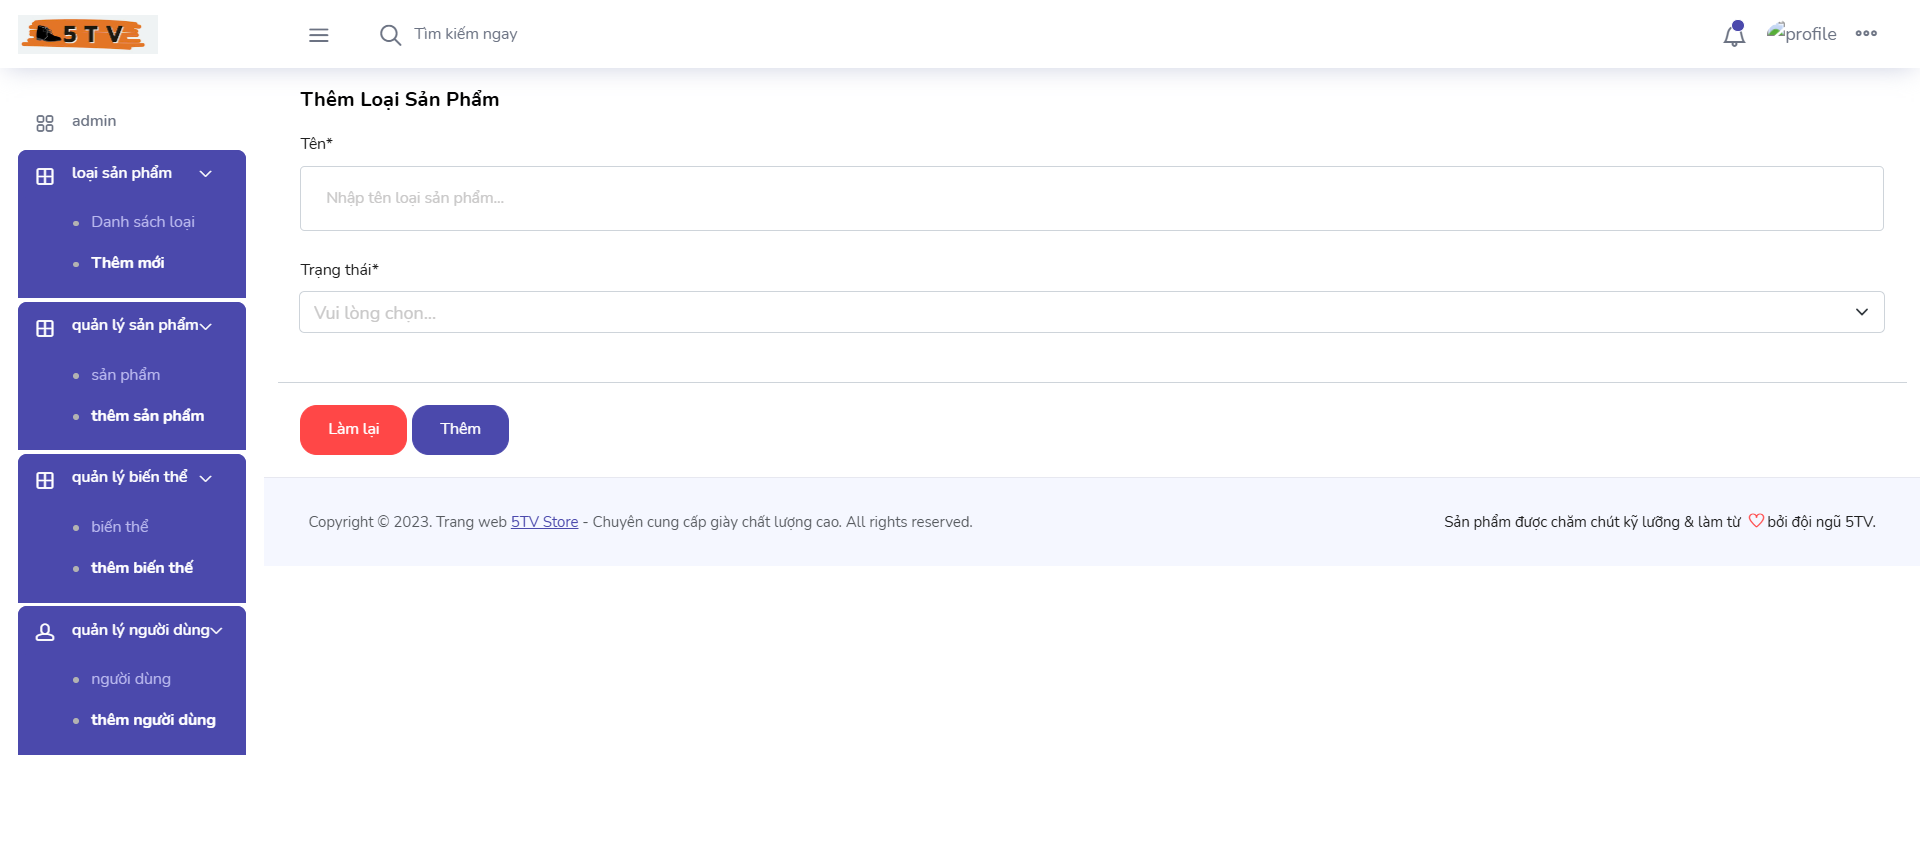 5TV
Tìm kiếm ngay
profile
admin
loại sản phẩm
Danh sách loại
Thêm mới
quản lý sản phẩm
sản phẩm
thêm sản phẩm
quản lý biến thể
biến thể
thêm biến thế
quản lý người dùng
người dùng
thêm người dùng
Thêm Loại Sản Phẩm
Tên*
Nhập tên loại sản phẩm...
Trạng thái*
Vui lòng chọn...
Làm lại Thêm
Copyright © 2023. Trang web 5TV Store - Chuyên cung cấp giày chất lượng cao. All rights reserved.
Sản phẩm được chăm chút kỹ lưỡng & làm từ ♡ bởi đội ngũ 5TV.